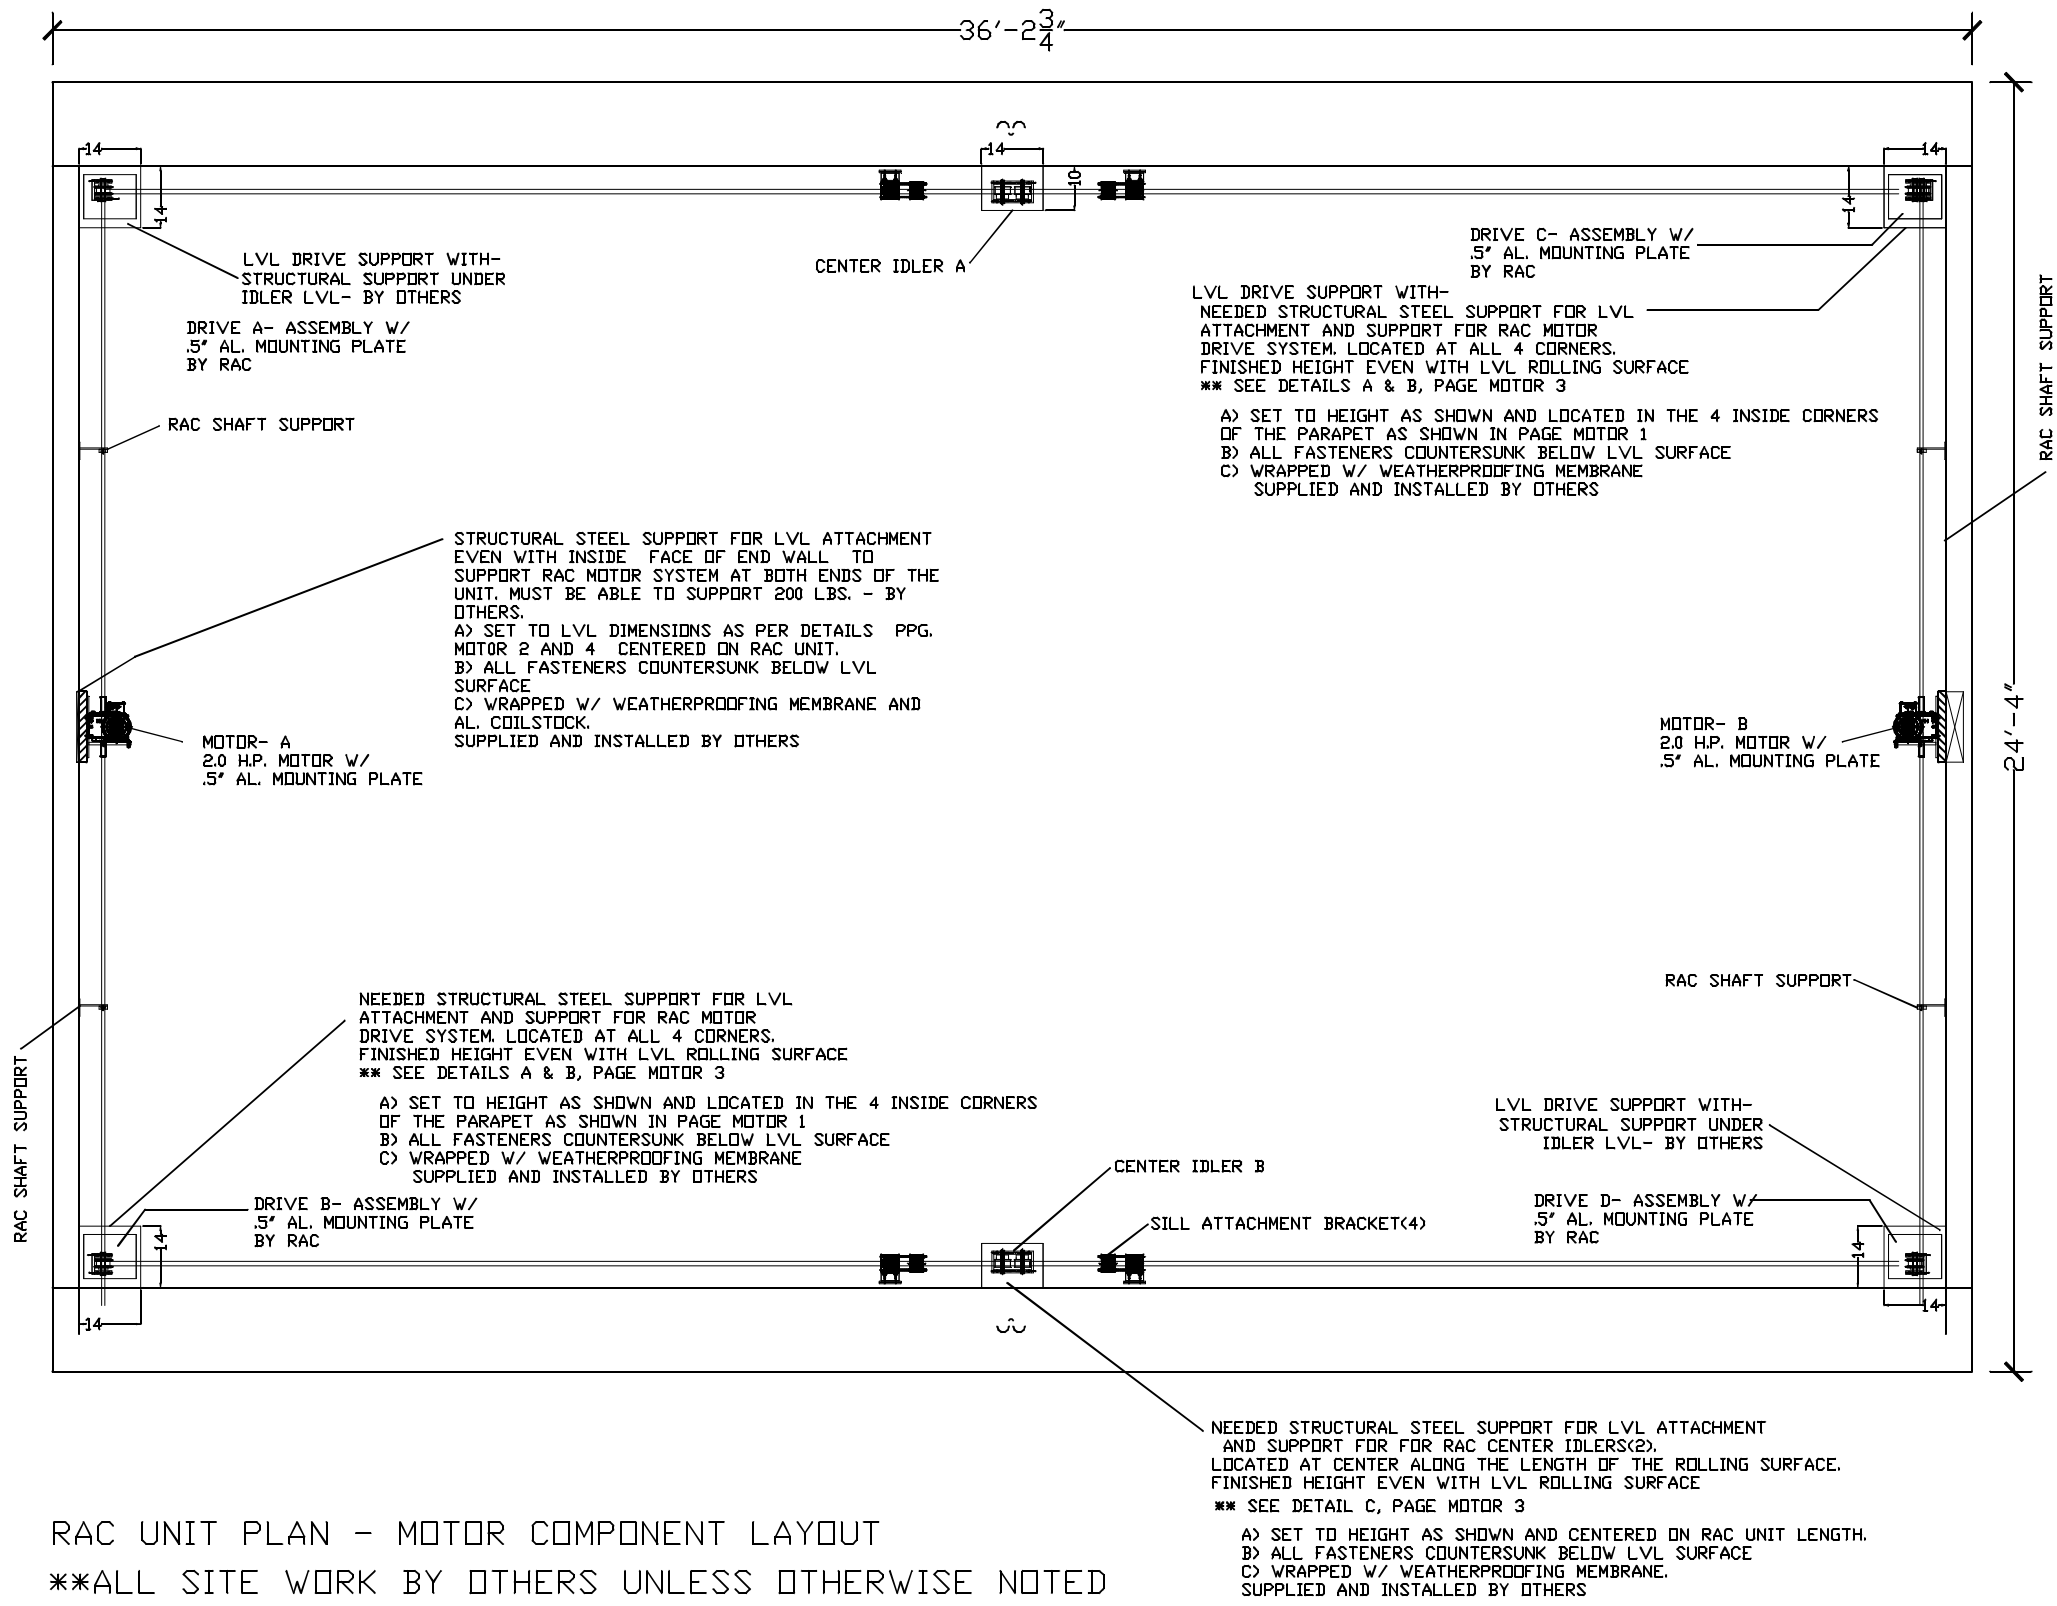 36'-2 3/4"
14
14
14
14
10
14
14
LVL DRIVE SUPPORT WITH-
STRUCTURAL SUPPORT UNDER
IDLER LVL- BY OTHERS
DRIVE A- ASSEMBLY W/
.5" AL. MOUNTING PLATE
BY RAC
CENTER IDLER A
DRIVE C- ASSEMBLY W/
.5" AL. MOUNTING PLATE
BY RAC
LVL DRIVE SUPPORT WITH-
NEEDED STRUCTURAL STEEL SUPPORT FOR LVL
ATTACHMENT AND SUPPORT FOR RAC MOTOR
DRIVE SYSTEM. LOCATED AT ALL 4 CORNERS.
FINISHED HEIGHT EVEN WITH LVL ROLLING SURFACE
** SEE DETAILS A & B, PAGE MOTOR 3
A) SET TO HEIGHT AS SHOWN AND LOCATED IN THE 4 INSIDE CORNERS
OF THE PARAPET AS SHOWN IN PAGE MOTOR 1
B) ALL FASTENERS COUNTERSUNK BELOW LVL SURFACE
C) WRAPPED W/ WEATHERPROOFING MEMBRANE
SUPPLIED AND INSTALLED BY OTHERS
RAC SHAFT SUPPORT
RAC SHAFT SUPPORT
STRUCTURAL STEEL SUPPORT FOR LVL ATTACHMENT
EVEN WITH INSIDE FACE OF END WALL TO
SUPPORT RAC MOTOR SYSTEM AT BOTH ENDS OF THE
UNIT. MUST BE ABLE TO SUPPORT 200 LBS. - BY
OTHERS.
A) SET TO LVL DIMENSIONS AS PER DETAILS PPG.
MOTOR 2 AND 4 CENTERED ON RAC UNIT.
B) ALL FASTENERS COUNTERSUNK BELOW LVL
SURFACE
C) WRAPPED W/ WEATHERPROOFING MEMBRANE AND
AL. COILSTOCK.
SUPPLIED AND INSTALLED BY OTHERS
MOTOR- A
2.0 H.P. MOTOR W/
.5" AL. MOUNTING PLATE
MOTOR- B
2.0 H.P. MOTOR W/
.5" AL. MOUNTING PLATE
24'-4"
RAC SHAFT SUPPORT
RAC SHAFT SUPPORT
NEEDED STRUCTURAL STEEL SUPPORT FOR LVL
ATTACHMENT AND SUPPORT FOR RAC MOTOR
DRIVE SYSTEM. LOCATED AT ALL 4 CORNERS.
FINISHED HEIGHT EVEN WITH LVL ROLLING SURFACE
** SEE DETAILS A & B, PAGE MOTOR 3
A) SET TO HEIGHT AS SHOWN AND LOCATED IN THE 4 INSIDE CORNERS
OF THE PARAPET AS SHOWN IN PAGE MOTOR 1
B) ALL FASTENERS COUNTERSUNK BELOW LVL SURFACE
C) WRAPPED W/ WEATHERPROOFING MEMBRANE
SUPPLIED AND INSTALLED BY OTHERS
LVL DRIVE SUPPORT WITH-
STRUCTURAL SUPPORT UNDER
IDLER LVL- BY OTHERS
DRIVE B- ASSEMBLY W/
.5" AL. MOUNTING PLATE
BY RAC
CENTER IDLER B
SILL ATTACHMENT BRACKET(4)
DRIVE D- ASSEMBLY W/
.5" AL. MOUNTING PLATE
BY RAC
14
14
14
14
NEEDED STRUCTURAL STEEL SUPPORT FOR LVL ATTACHMENT
AND SUPPORT FOR FOR RAC CENTER IDLERS(2).
LOCATED AT CENTER ALONG THE LENGTH OF THE ROLLING SURFACE.
FINISHED HEIGHT EVEN WITH LVL ROLLING SURFACE
** SEE DETAIL C, PAGE MOTOR 3
A) SET TO HEIGHT AS SHOWN AND CENTERED ON RAC UNIT LENGTH.
B) ALL FASTENERS COUNTERSUNK BELOW LVL SURFACE
C) WRAPPED W/ WEATHERPROOFING MEMBRANE.
SUPPLIED AND INSTALLED BY OTHERS
RAC UNIT PLAN - MOTOR COMPONENT LAYOUT
**ALL SITE WORK BY OTHERS UNLESS OTHERWISE NOTED